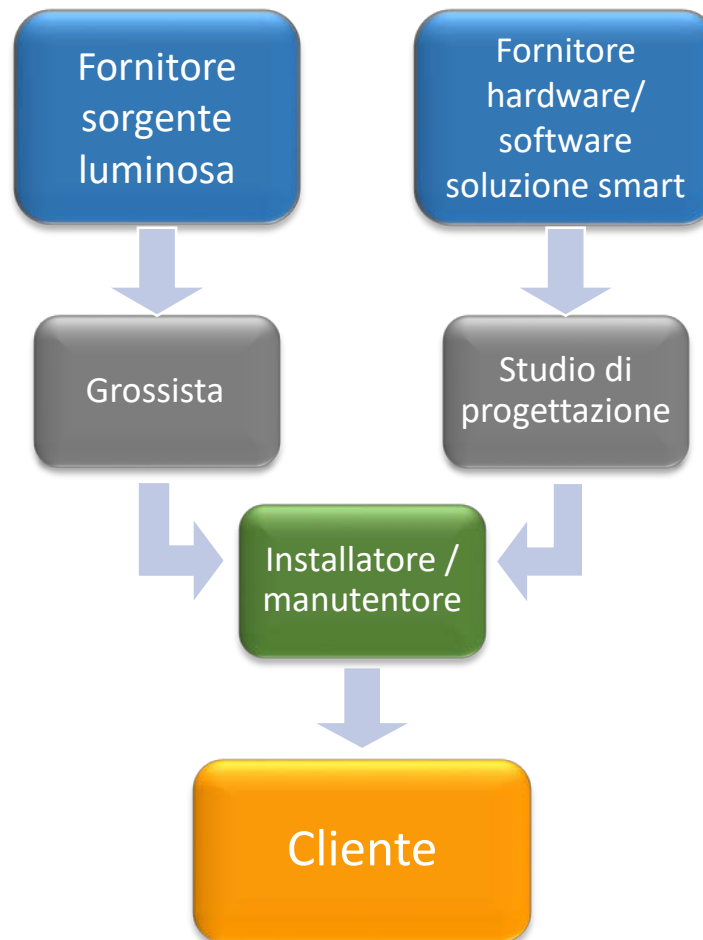 Fornitore
sorgente
luminosa
Fornitore
hardware/
software
soluzione smart
Grossista
Studio di
progettazione
Installatore /
manutentore
Cliente